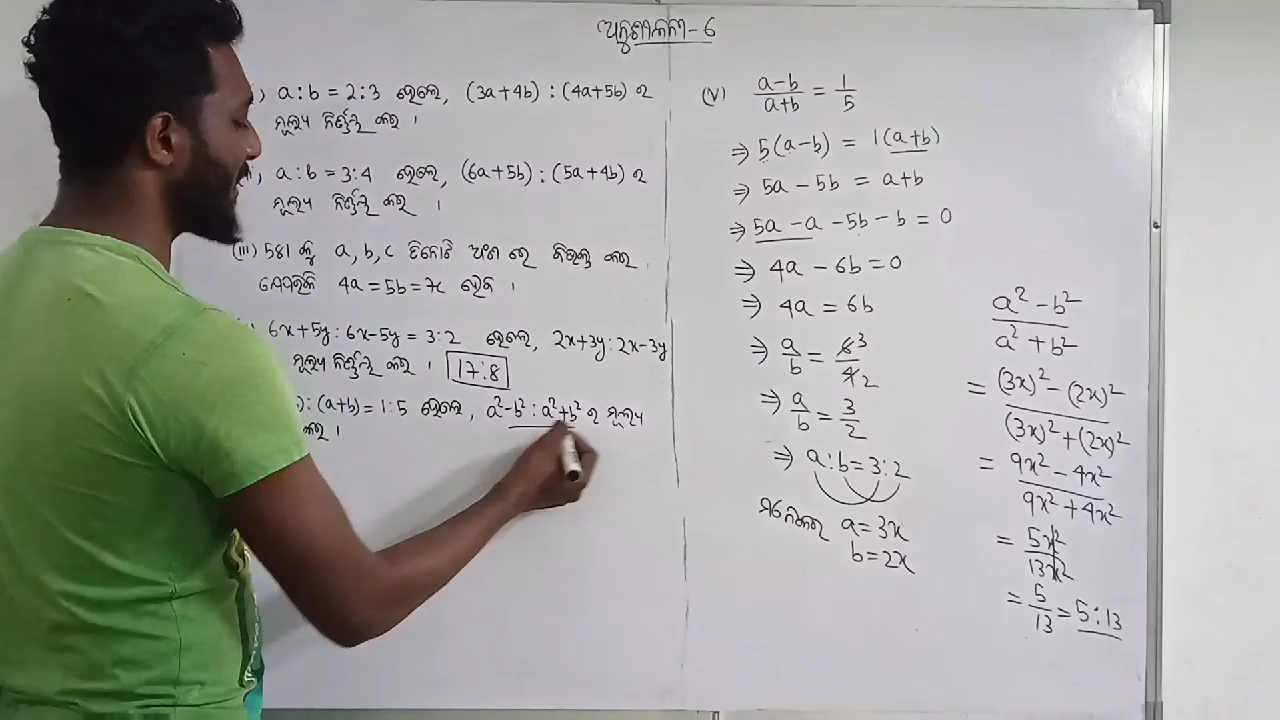 ଅନୁଶୀଳନୀ - 6
) a : b = 2 : 3 ହେଲେ, (3a + 4b) : (4a + 5b) ର
ମୂଲ୍ୟ ନିର୍ଣ୍ଣୟ କର ।
) a : b = 3 : 4 ହେଲେ, (6a + 5b) : (5a + 4b) ର
ମୂଲ୍ୟ ନିର୍ଣ୍ଣୟ କର ।
(iii) 581 କୁ a, b, c ତିନୋଟି ଅଂଶ ରେ ବିଭକ୍ତ କର
ଯେପରିକି 4a = 5b = 7c ହେବ ।
6x + 5y : 6x - 5y = 3 : 2 ହେଲେ, 2x + 3y : 2x - 3y
ମୂଲ୍ୟ ନିର୍ଣ୍ଣୟ କର । 17 : 8
) : (a + b) = 1 : 5 ହେଲେ, a² - b² : a² + b² ର ମୂଲ୍ୟ
କର ।
(V) (a - b)/(a + b) = 1/5
⇒ 5(a - b) = 1(a + b)
⇒ 5a - 5b = a + b
⇒ 5a - a - 5b - b = 0
⇒ 4a - 6b = 0
⇒ 4a = 6b
⇒ a/b = 6 3/4 2
⇒ a/b = 3/2
⇒ a : b = 3 : 2
ମନେକର a = 3x
b = 2x
(a² - b²)/(a² + b²)
= ((3x)² - (2x)²)/((3x)² + (2x)²)
= (9x² - 4x²)/(9x² + 4x²)
= 5x²/13x²
= 5/13 = 5 : 13